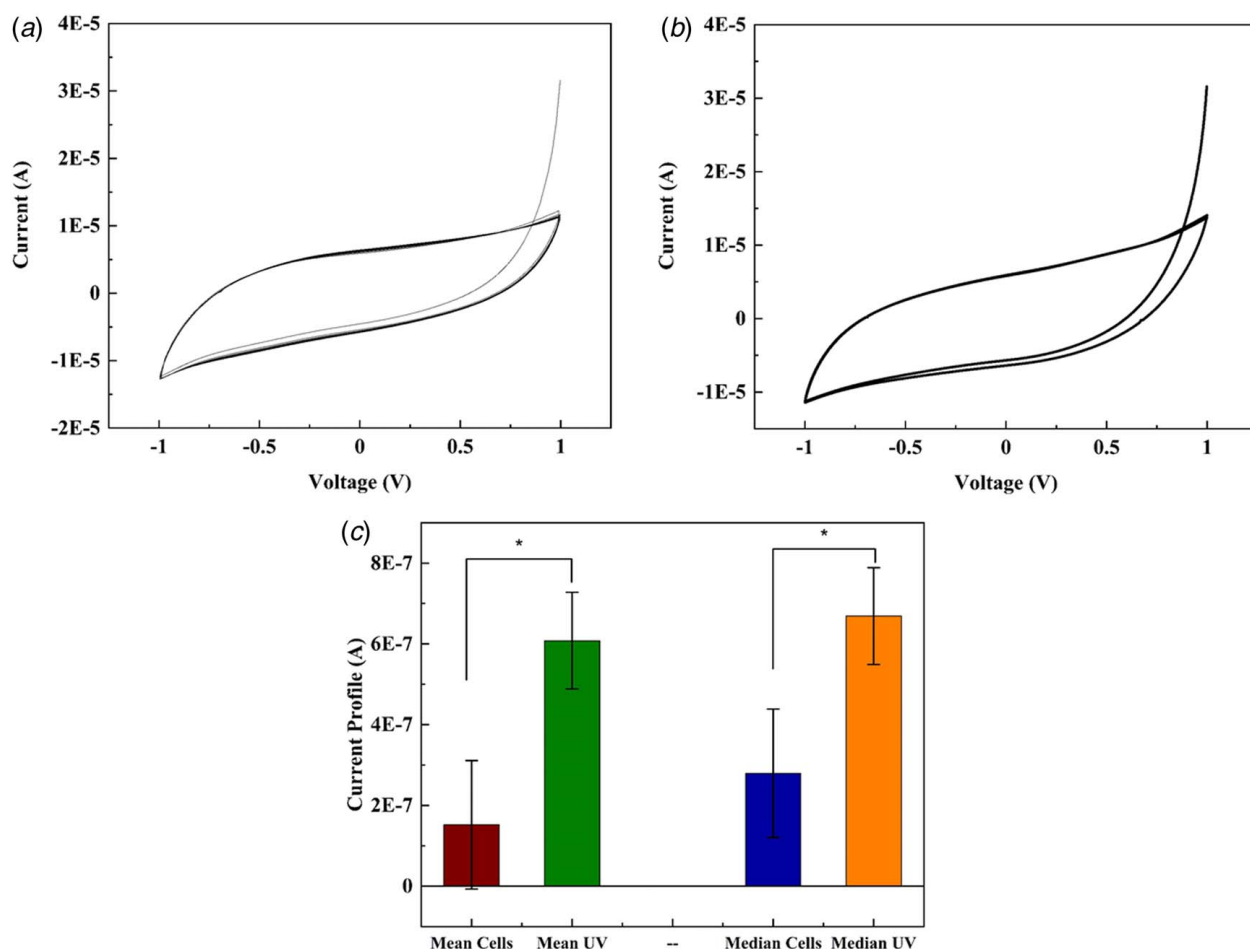 (a)
4E-5
3E-5
2E-5
1E-5
0
-1E-5
-2E-5
Current (A)
-1
-0.5
0
0.5
1
Voltage (V)
(b)
4E-5
3E-5
2E-5
1E-5
0
-1E-5
Current (A)
-1
-0.5
0
0.5
1
Voltage (V)
(c)
8E-7
6E-7
4E-7
2E-7
0
Current Profile (A)
*
*
Mean Cells
Mean UV
--
Median Cells
Median UV